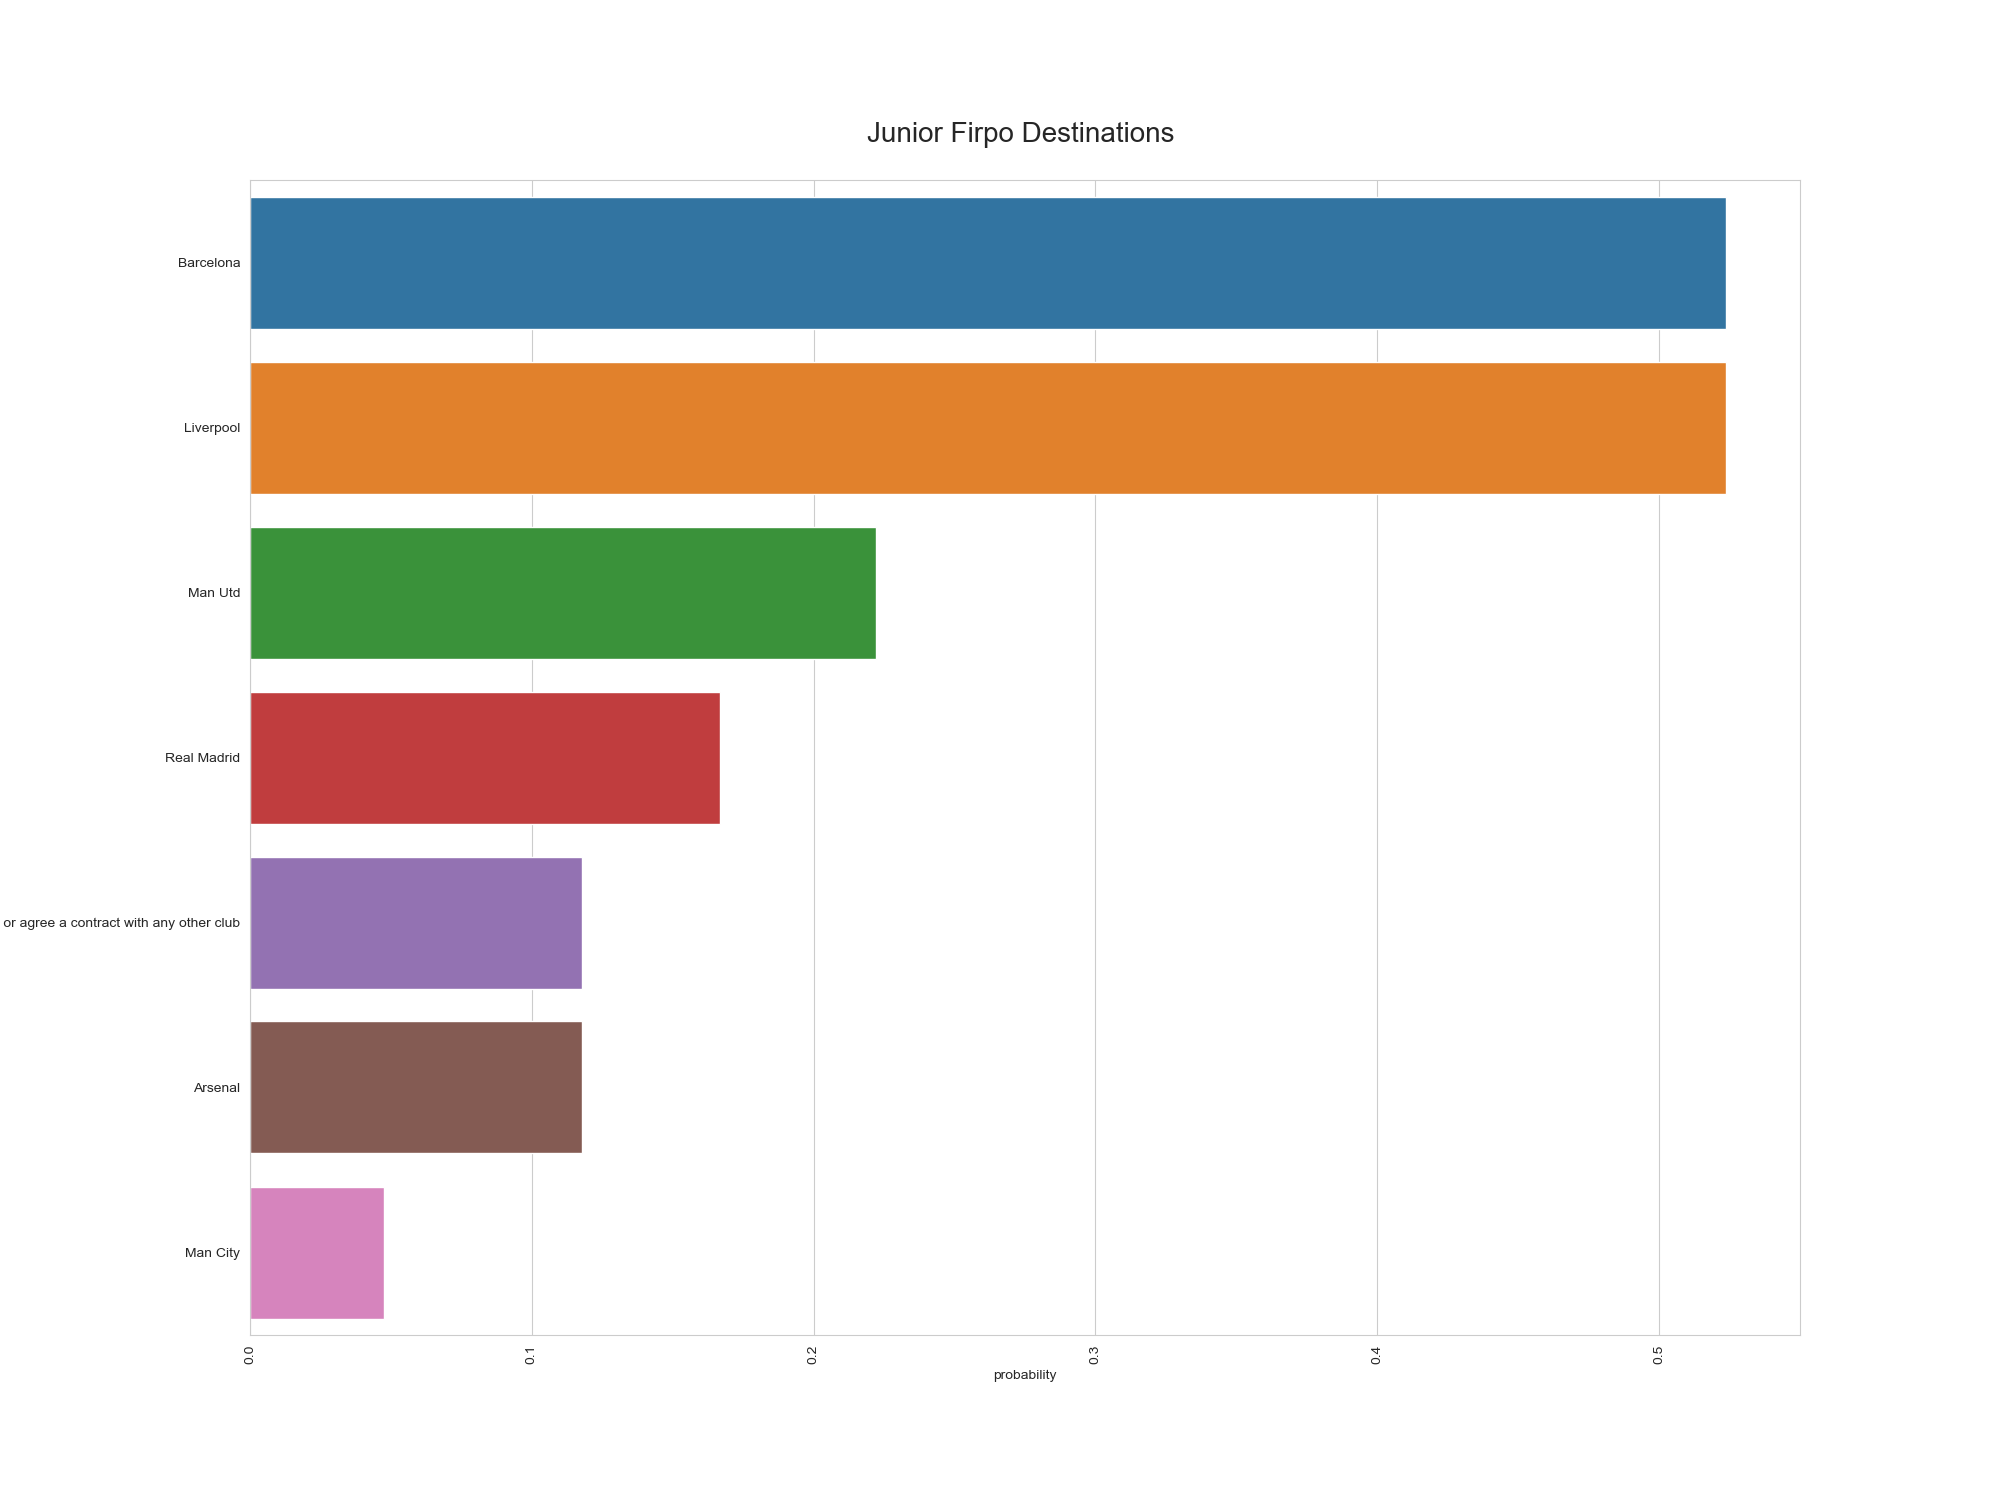 Junior Firpo Destinations
Barcelona
Liverpool
Man Utd
Real Madrid
or agree a contract with any other club
Arsenal
Man City
0.0
0.1
0.2
0.3
0.4
0.5
probability